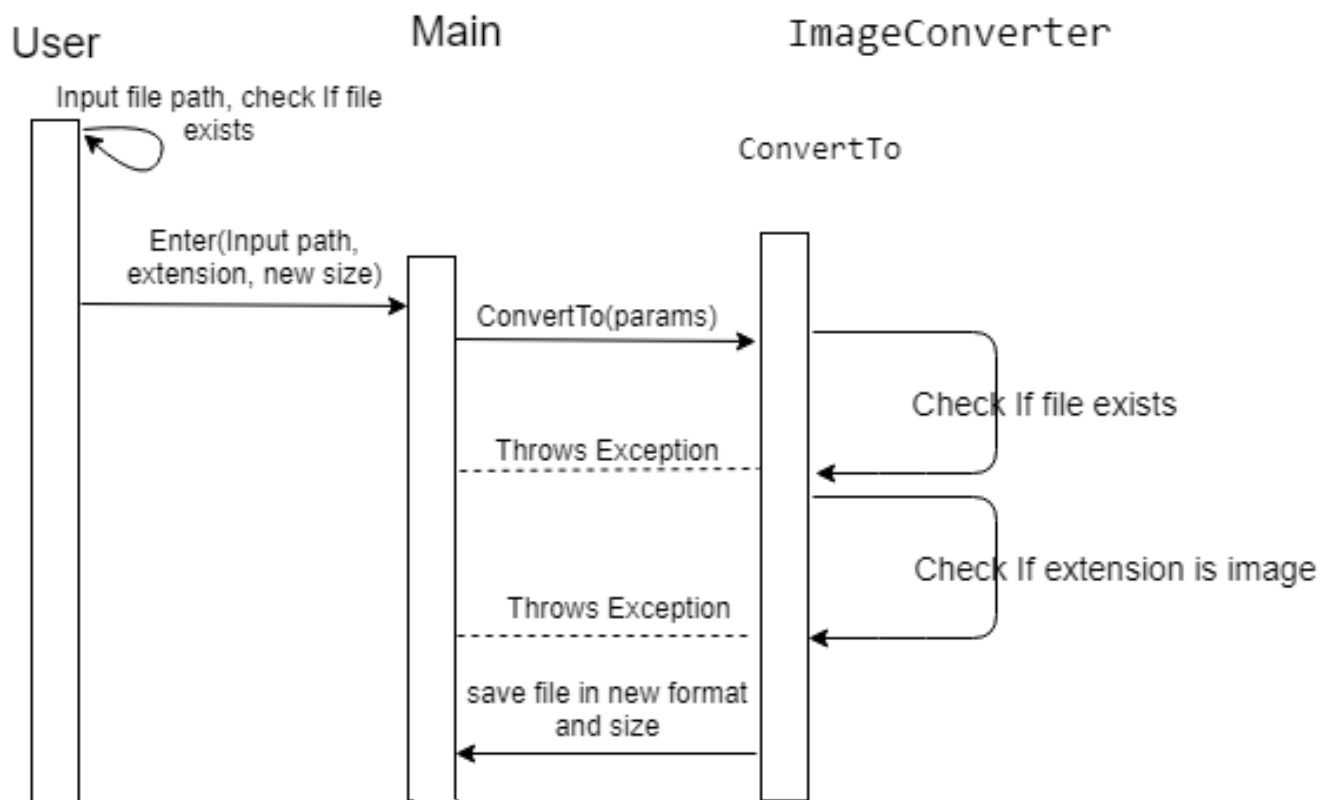 User
Main
ImageConverter
Input file path, check If file
exists
ConvertTo
Enter(Input path,
extension, new size)
ConvertTo(params)
Check If file exists
Throws Exception
Check If extension is image
Throws Exception
save file in new format
and size